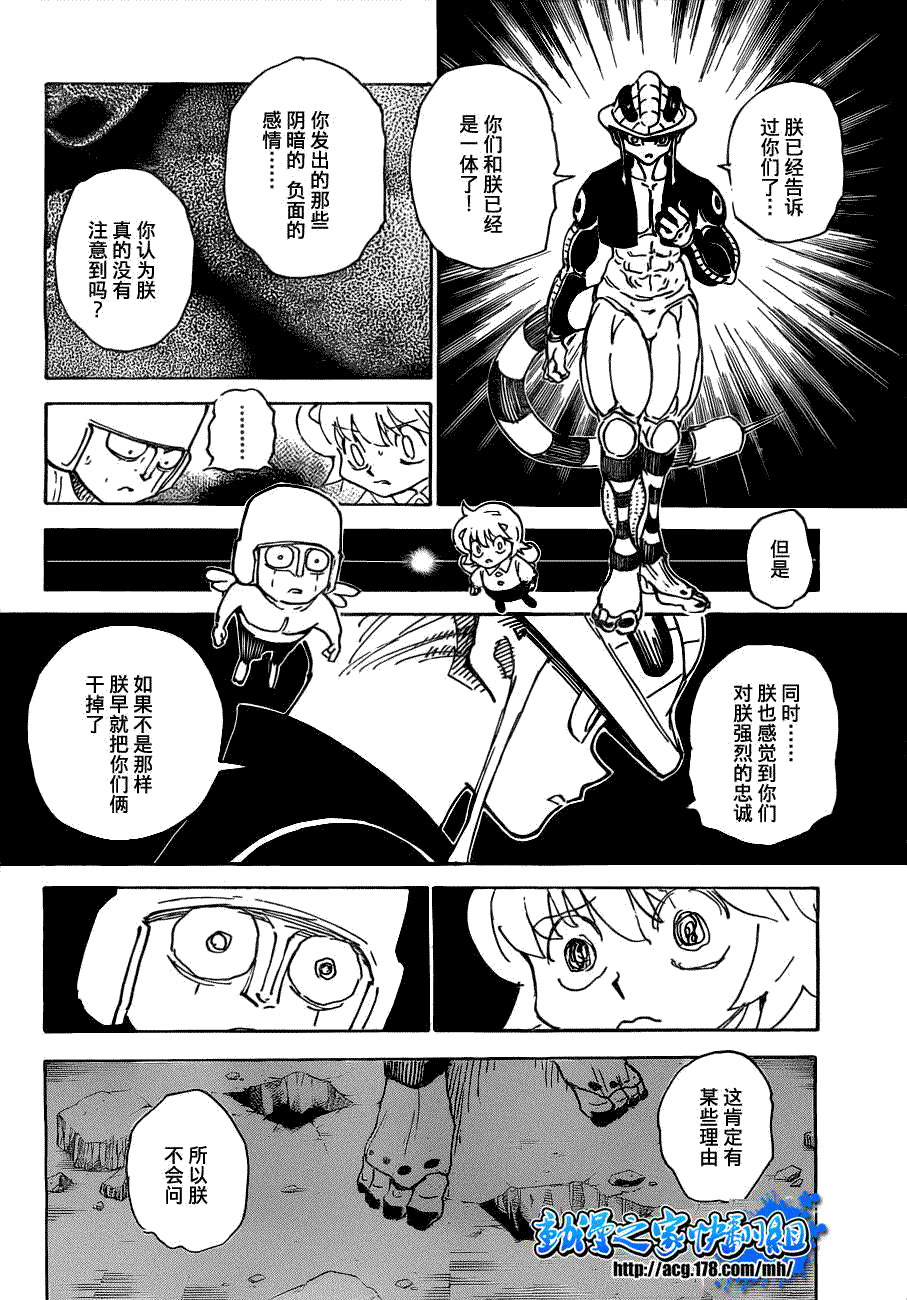 朕已经告诉
过你们了…
你们和朕已经
是一体了！
你发出的那些
阴暗的 负面的
感情……
你认为朕
真的没有
注意到吗？
………
但是
同时……
朕也感觉到你们
对朕强烈的忠诚
如果不是那样
朕早就把你们俩
干掉了
这肯定有
某些理由
所以朕
不会问
動漫之家快翻組
http://acg.178.com/mh/